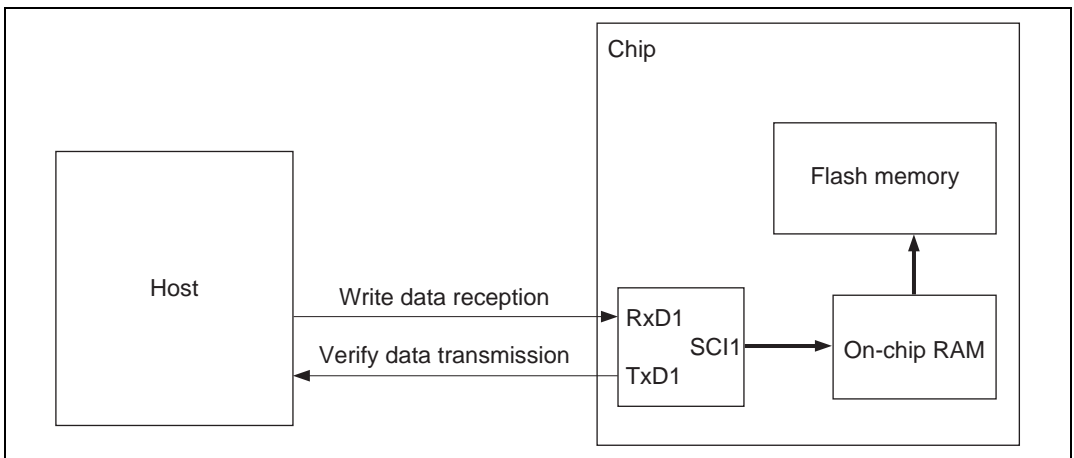 Chip
Flash memory
Host
Write data reception
RxD1
SCI1
On-chip RAM
Verify data transmission
TxD1